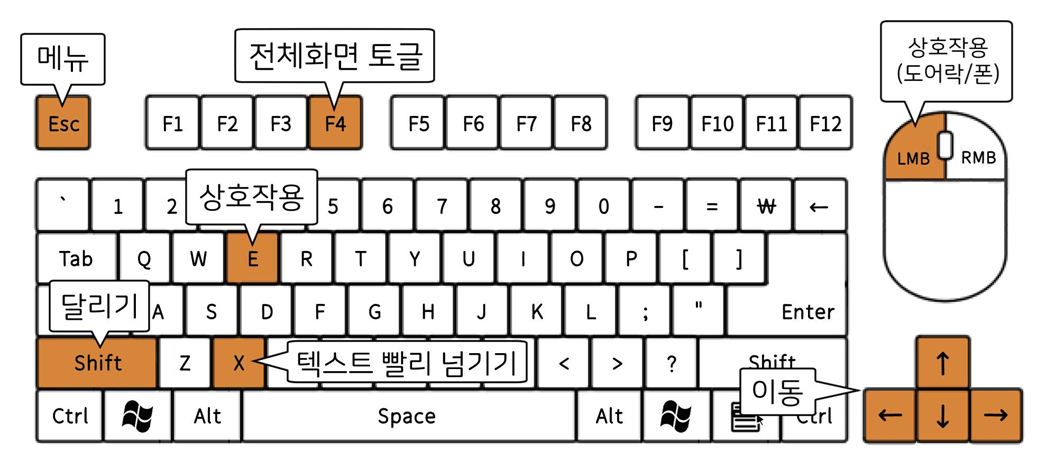 메뉴
전체화면 토글
상호작용
(도어락/폰)
Esc F1 F2 F3 F4 F5 F6 F7 F8 F9 F10 F11 F12
LMB RMB
상호작용
` 1 2 5 6 7 8 9 0 - = ₩ ←
Tab Q W E R T Y U I O P [ ]
달리기
A S D F G H J K L ; " Enter
Shift Z X 텍스트 빨리 넘기기 < > ? Shift
이동
↑
Ctrl Alt Space Alt Ctrl
← ↓ →